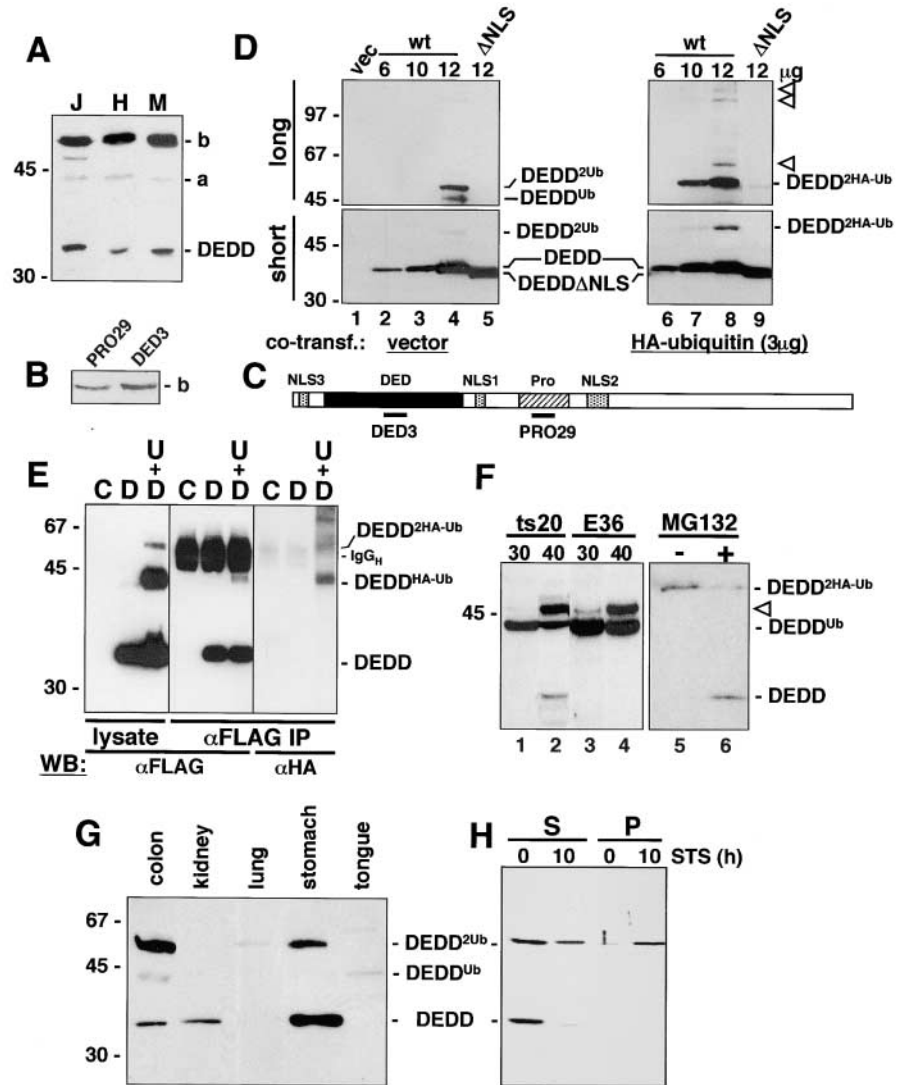 A
J H M
45 -
30 -
- b
- a
- DEDD
B
PRO29 DED3
- b
C
NLS3 DED NLS1 Pro NLS2
DED3 PRO29
D
vec wt ΔNLS
6 10 12 12
wt ΔNLS
6 10 12 12 μg
long
short
97 -
67 -
45 -
45 -
30 -
DEDD2Ub
DEDDUb
- DEDD2Ub
DEDD
DEDDΔNLS
- DEDD2HA-Ub
- DEDD2HA-Ub
1 2 3 4 5
6 7 8 9
co-transf.: vector
HA-ubiquitin (3μg)
E
U U U
+ + +
C D D C D D C D D
67 -
45 -
30 -
DEDD2HA-Ub
- IgGH
- DEDDHA-Ub
- DEDD
lysate αFLAG IP
WB: αFLAG αHA
F
ts20 E36 MG132
30 40 30 40 - +
45 -
- DEDD2HA-Ub
- DEDDUb
- DEDD
1 2 3 4 5 6
G
colon kidney lung stomach tongue
67 -
45 -
30 -
- DEDD2Ub -
- DEDDUb -
- DEDD -
H
S P
0 10 0 10 STS (h)